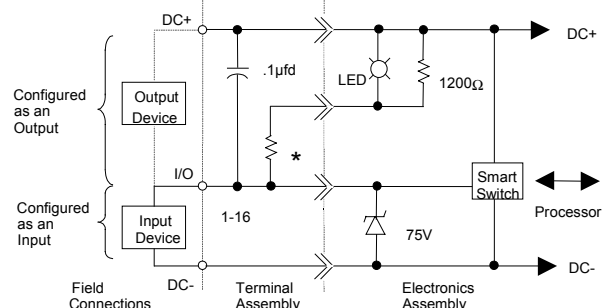 DC+
DC+
.1µfd
LED
1200Ω
Configured
as an
Output
Output
Device
*
I/O
Smart
Switch
Configured
as an
Input
Input
Device
1-16
75V
Processor
DC-
DC-
Field
Connections
Terminal
Assembly
Electronics
Assembly